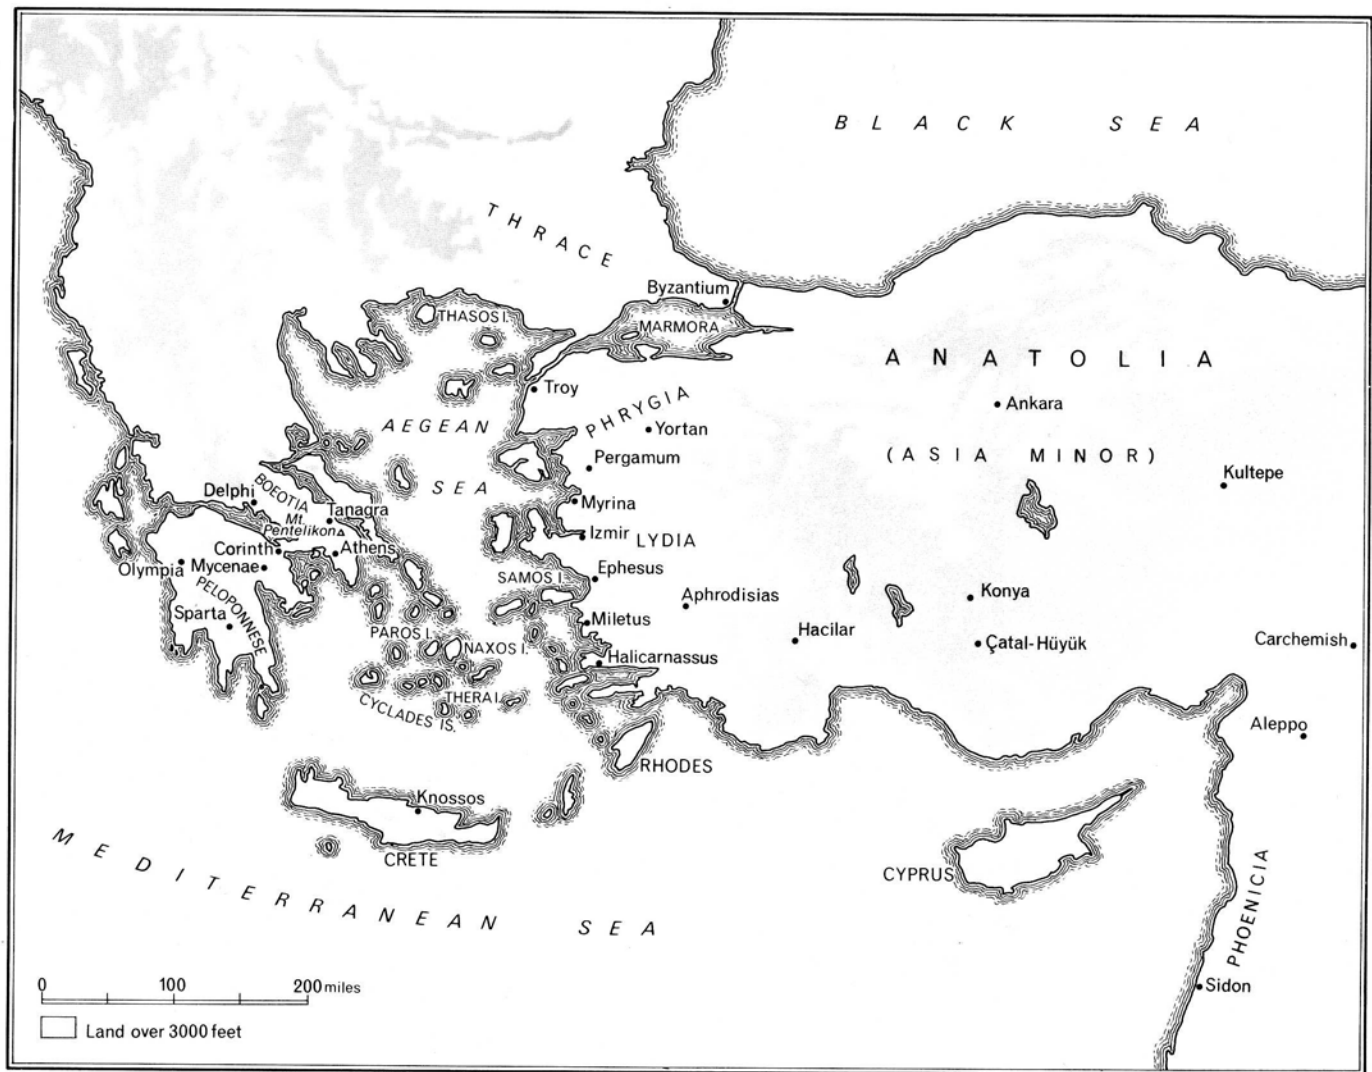 BLACK SEA
THRACE
Byzantium
THASOS I.
MARMORA
ANATOLIA
Troy
PHRYGIA
Ankara
AEGEAN
SEA
Yortan
(ASIA MINOR)
Pergamum
Kultepe
Delphi
BOEOTIA
Myrina
Tanagra
Mt.
Pentelikon
Izmir
LYDIA
Corinth
Athens
Olympia
Mycenae
SAMOS I.
Ephesus
PELOPONNESE
Sparta
Aphrodisias
Konya
PAROS I.
Miletus
Hacilar
NAXOS I.
Çatal-Hüyük
Carchemish
Halicarnassus
THERA I.
CYCLADES IS.
Aleppo
RHODES
Knossos
CRETE
CYPRUS
MEDITERRANEAN SEA
PHOENICIA
Sidon
0 100 200 miles
Land over 3000 feet